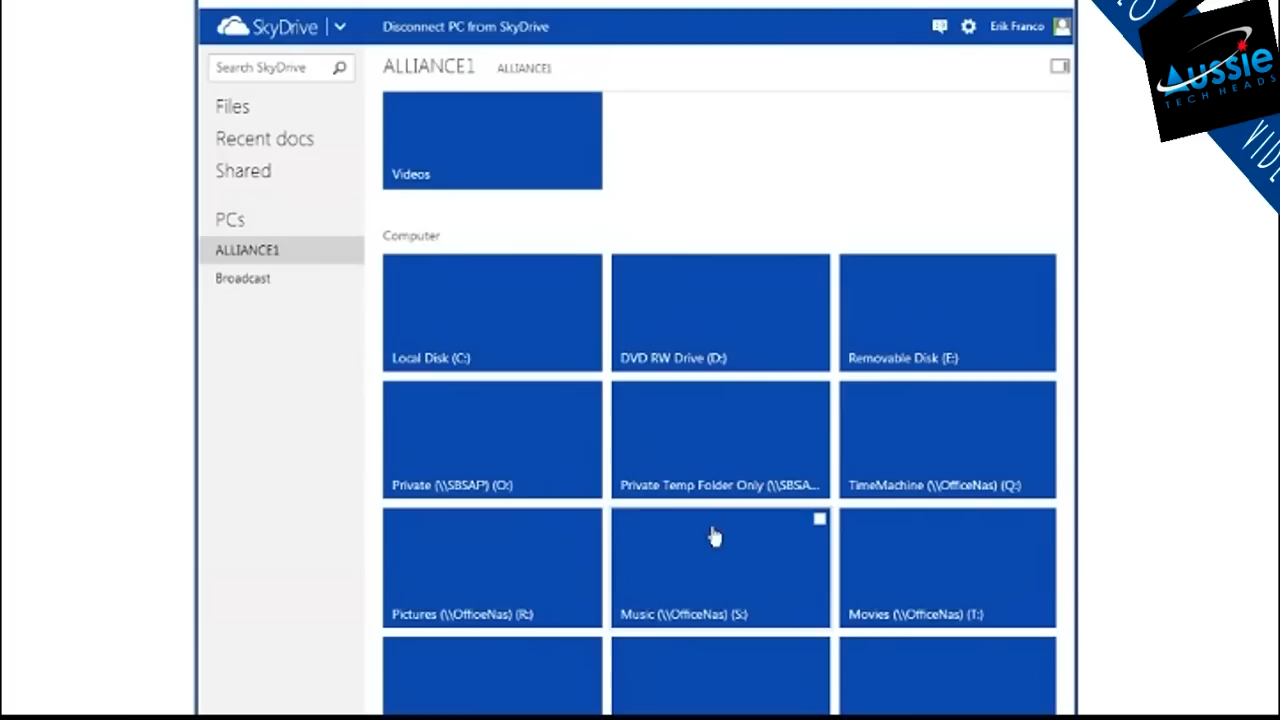 SkyDrive
Disconnect PC from SkyDrive
Erik Franco
Search SkyDrive
ALLIANCE1 ALLIANCE1
Files
Recent docs
Shared
PCs
ALLIANCE1
Broadcast
Videos
Computer
Local Disk (C:)
DVD RW Drive (D:)
Removable Disk (E:)
Private (\\SBSAP) (O:)
Private Temp Folder Only (\\SBSA...
TimeMachine (\\OfficeNas) (Q:)
Pictures (\\OfficeNas) (R:)
Music (\\OfficeNas) (S:)
Movies (\\OfficeNas) (T:)
Aussie
TECH HEADS